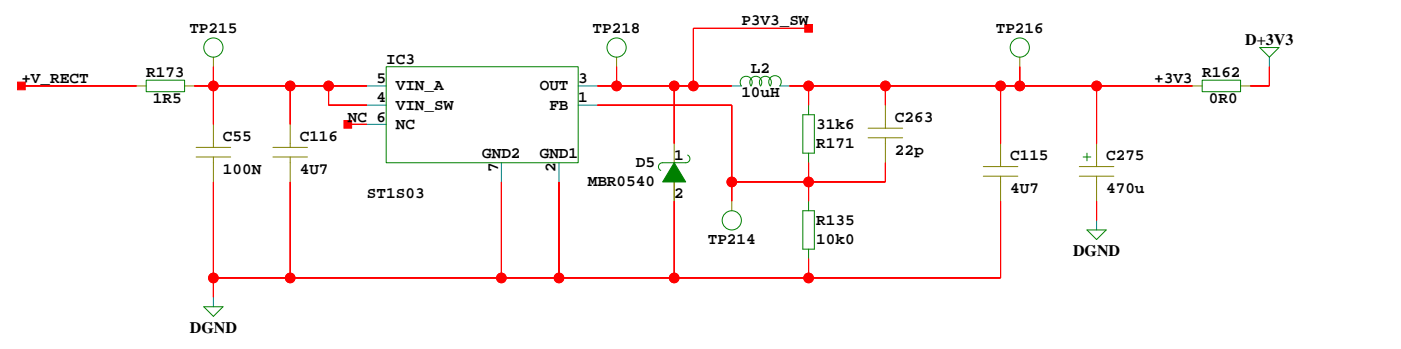 P3V3_SW
TP215
TP218
TP216
D+3V3
IC3
+V_RECT
R173
1R5
5
VIN_A
OUT
3
L2
10uH
+3V3
R162
0R0
4
VIN_SW
FB
1
NC
6
NC
C55
100N
C116
4U7
GND2
7
GND1
2
31k6
R171
C263
22p
D5
1
MBR0540
2
C115
4U7
+
C275
470u
ST1S03
TP214
R135
10k0
DGND
DGND